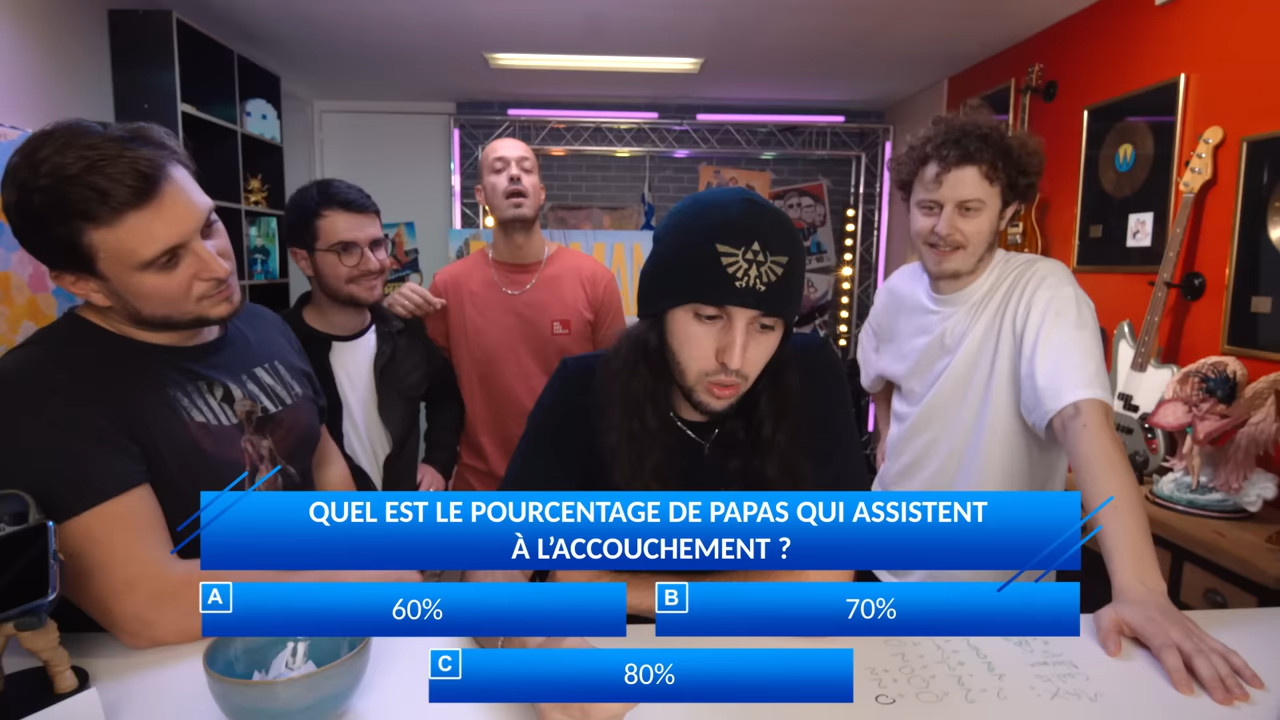 NIRVANA
QUEL EST LE POURCENTAGE DE PAPAS QUI ASSISTENT
À L’ACCOUCHEMENT ?
A
60%
B
70%
C
80%